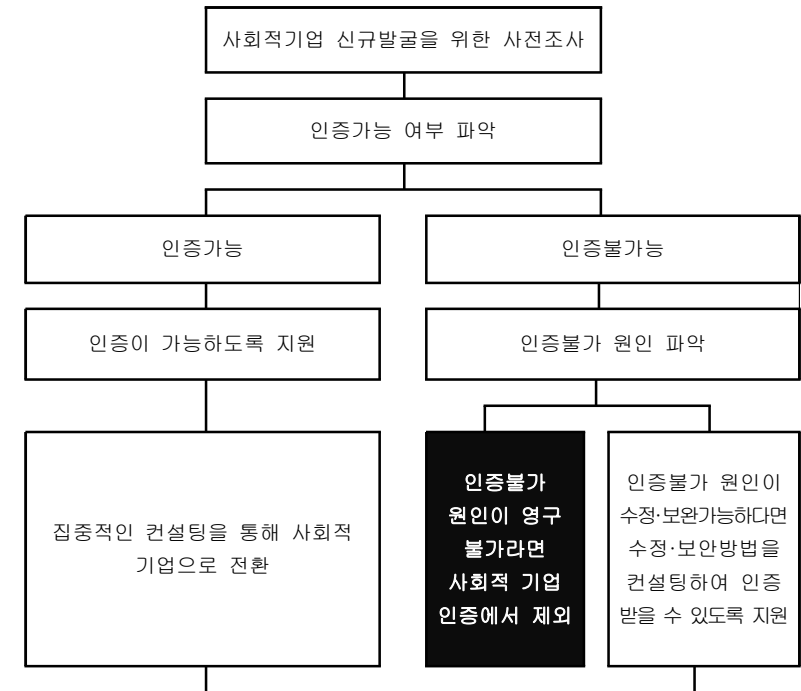 사회적기업 신규발굴을 위한 사전조사
인증가능 여부 파악
인증가능
인증불가능
인증이 가능하도록 지원
인증불가 원인 파악
집중적인 컨설팅을 통해 사회적
기업으로 전환
인증불가
원인이 영구
불가라면
사회적 기업
인증에서 제외
인증불가 원인이
수정·보완가능하다면
수정·보안방법을
컨설팅하여 인증
받을 수 있도록 지원